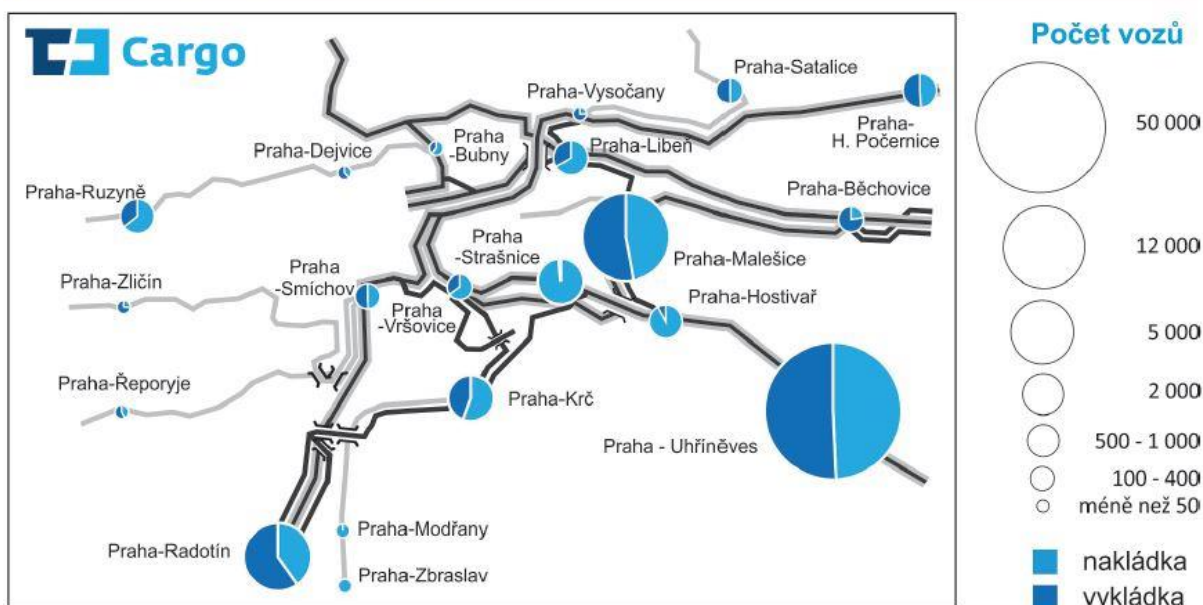 Cargo
Praha-Satalice
Praha-Vysočany
Praha-
H. Počernice
Praha
-Bubny
Praha-Libeň
Praha-Dejvice
Praha-Ruzyně
Praha-Běchovice
Praha
-Strašnice
Praha-Malešice
Praha-Zličín
Praha
-Smíchov
Praha
-Vršovice
Praha-Hostivař
Praha-Řeporyje
Praha-Krč
Praha - Uhříněves
Praha-Radotín
Praha-Modřany
Praha-Zbraslav
Počet vozů
50 000
12 000
5 000
2 000
500 - 1 000
100 - 400
méně než 50
nakládka
vykládka